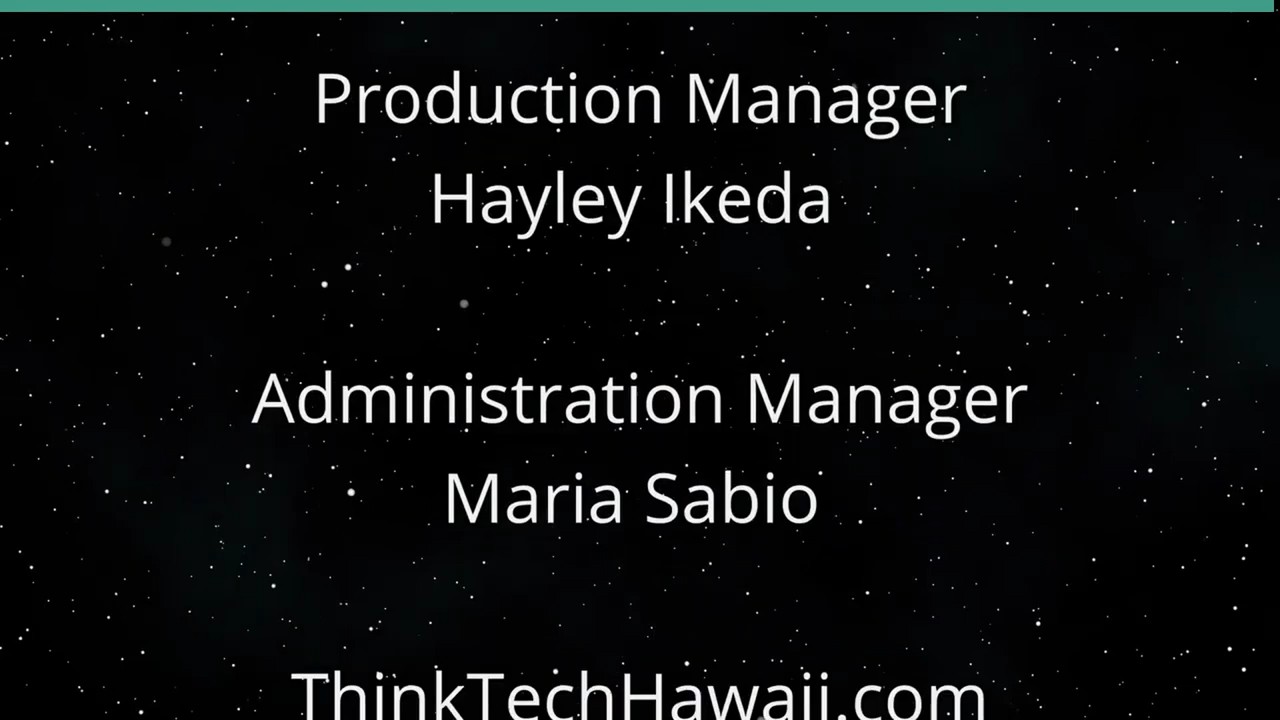 Production Manager
Hayley Ikeda
Administration Manager
Maria Sabio
ThinkTechHawaii.com